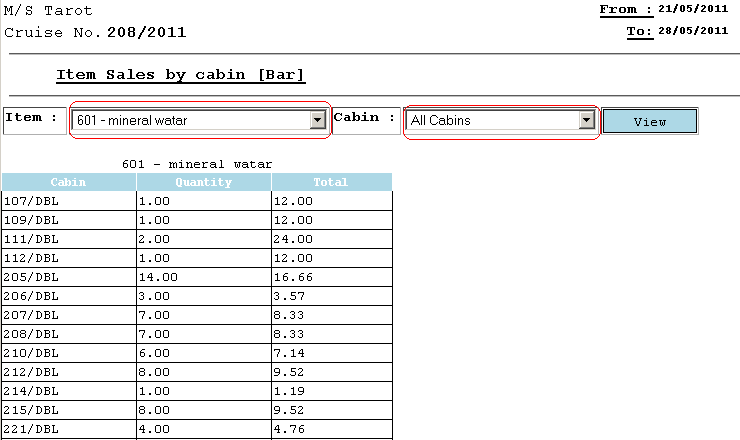 M/S Tarot From : 21/05/2011
Cruise No. 208/2011 To: 28/05/2011
Item Sales by cabin [Bar]
Item : 601 - mineral watar Cabin : All Cabins View
601 - mineral watar
Cabin Quantity Total
107/DBL 1.00 12.00
109/DBL 1.00 12.00
111/DBL 2.00 24.00
112/DBL 1.00 12.00
205/DBL 14.00 16.66
206/DBL 3.00 3.57
207/DBL 7.00 8.33
208/DBL 7.00 8.33
210/DBL 6.00 7.14
212/DBL 8.00 9.52
214/DBL 1.00 1.19
215/DBL 8.00 9.52
221/DBL 4.00 4.76